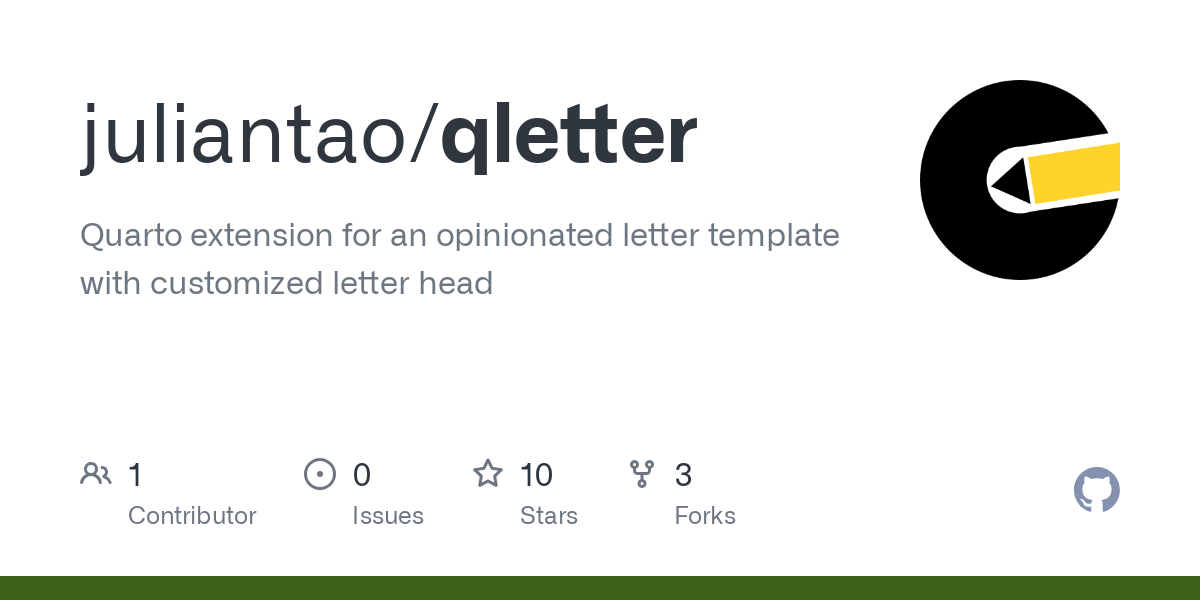 juliantao/qletter
Quarto extension for an opinionated letter template
with customized letter head
1
Contributor
0
Issues
10
Stars
3
Forks